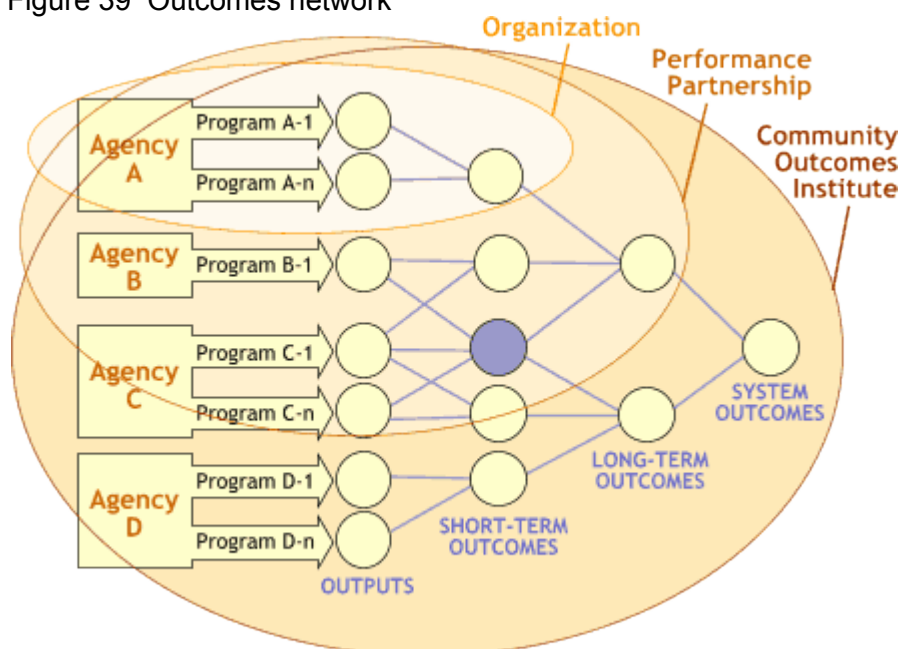 Figure 39 Outcomes network
Organization
Performance
Partnership
Community
Outcomes
Institute
Agency
A
Program A-1
Program A-n
Agency
B
Program B-1
Agency
C
Program C-1
Program C-n
Agency
D
Program D-1
Program D-n
OUTPUTS
SHORT-TERM
OUTCOMES
LONG-TERM
OUTCOMES
SYSTEM
OUTCOMES